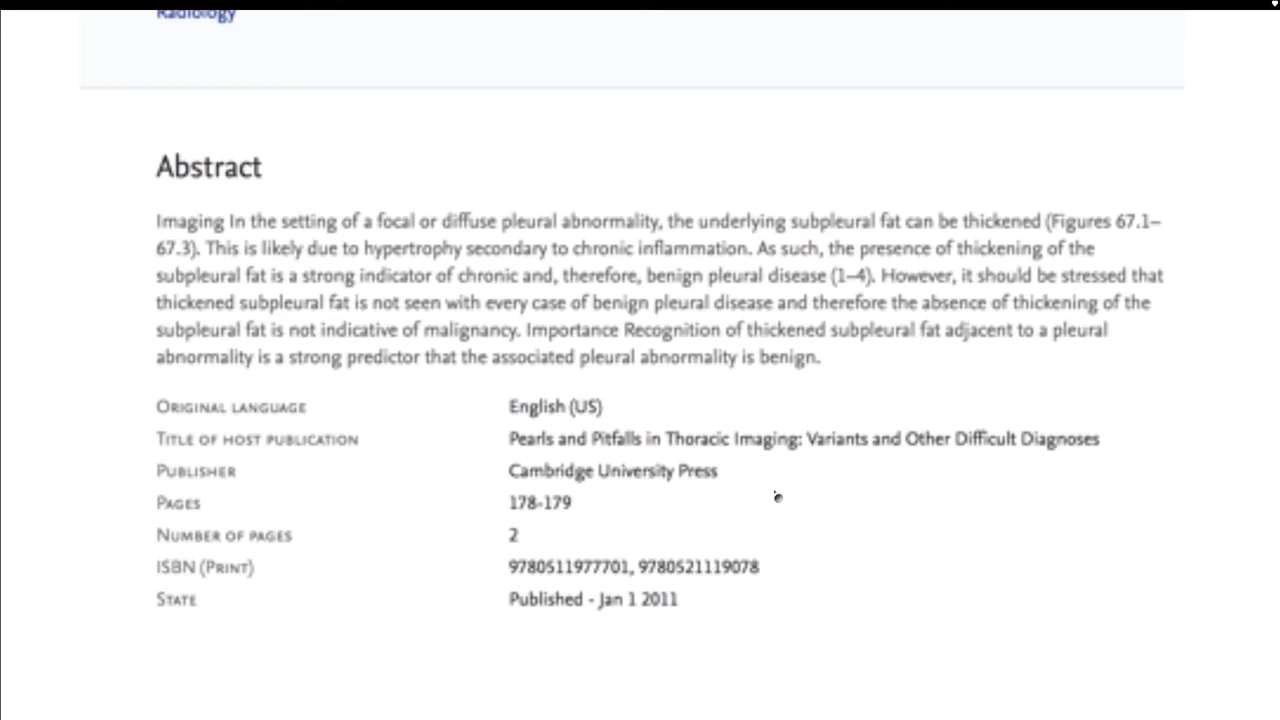 Radiology
Abstract
Imaging In the setting of a focal or diffuse pleural abnormality, the underlying subpleural fat can be thickened (Figures 67.1–
67.3). This is likely due to hypertrophy secondary to chronic inflammation. As such, the presence of thickening of the
subpleural fat is a strong indicator of chronic and, therefore, benign pleural disease (1–4). However, it should be stressed that
thickened subpleural fat is not seen with every case of benign pleural disease and therefore the absence of thickening of the
subpleural fat is not indicative of malignancy. Importance Recognition of thickened subpleural fat adjacent to a pleural
abnormality is a strong predictor that the associated pleural abnormality is benign.
Original language English (US)
Title of host publication Pearls and Pitfalls in Thoracic Imaging: Variants and Other Difficult Diagnoses
Publisher Cambridge University Press
Pages 178-179
Number of pages 2
ISBN (Print) 9780511977701, 9780521119078
State Published - Jan 1 2011